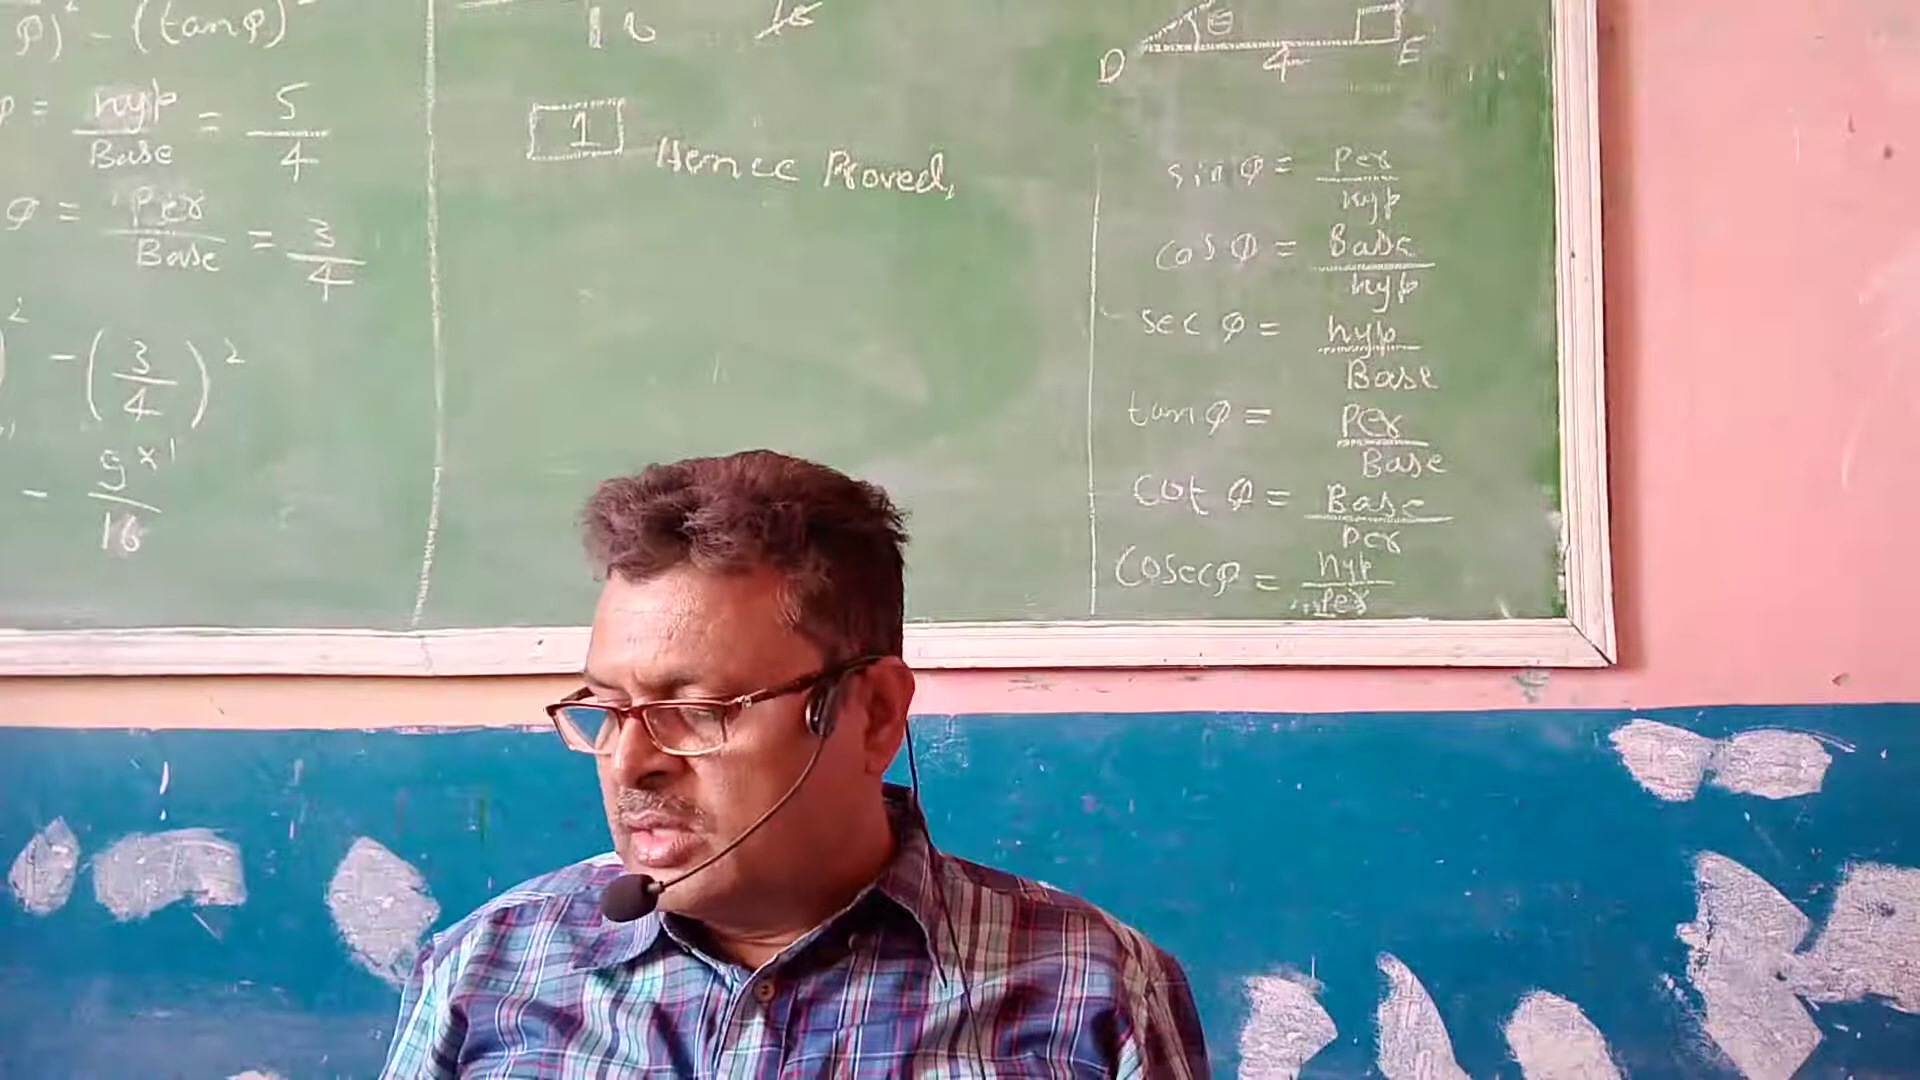 φ)² - (tanφ)²
φ = hyp/Base = 5/4
φ = Per/Base = 3/4
)² - (3/4)²
- 9×1/16
16
1 Hence Proved,
D θ 4 E
sin φ = Per/hyp
cos φ = Base/hyp
sec φ = hyp/Base
tan φ = Per/Base
cot φ = Base/Per
Cosec φ = hyp/Per